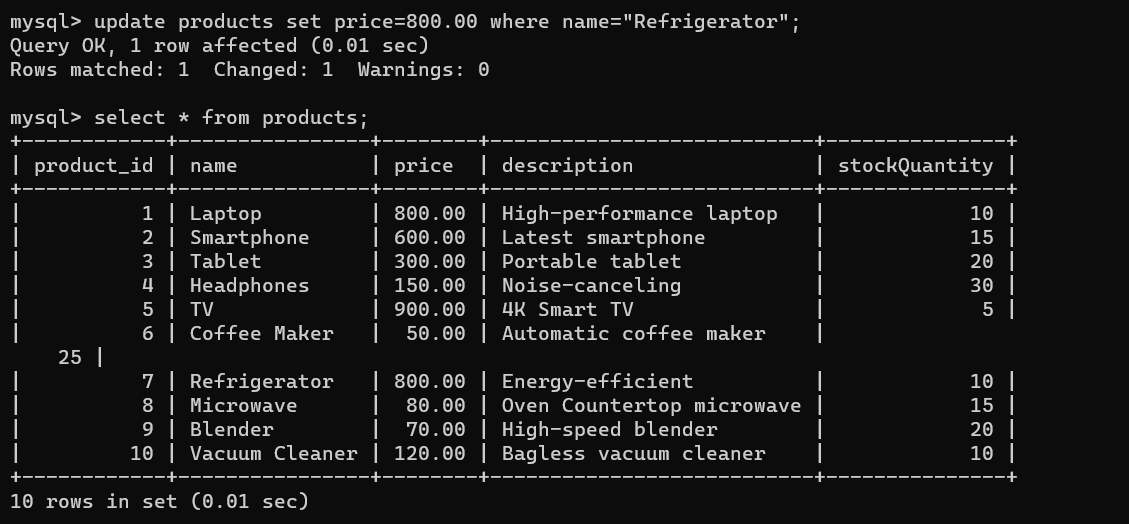 mysql> update products set price=800.00 where name="Refrigerator";
Query OK, 1 row affected (0.01 sec)
Rows matched: 1  Changed: 1  Warnings: 0

mysql> select * from products;
+------------+----------------+--------+---------------------------+---------------+
| product_id | name           | price  | description               | stockQuantity |
+------------+----------------+--------+---------------------------+---------------+
|          1 | Laptop         | 800.00 | High-performance laptop   |            10 |
|          2 | Smartphone     | 600.00 | Latest smartphone         |            15 |
|          3 | Tablet         | 300.00 | Portable tablet           |            20 |
|          4 | Headphones     | 150.00 | Noise-canceling           |            30 |
|          5 | TV             | 900.00 | 4K Smart TV               |             5 |
|          6 | Coffee Maker   |  50.00 | Automatic coffee maker    |
    25 |
|          7 | Refrigerator   | 800.00 | Energy-efficient          |            10 |
|          8 | Microwave      |  80.00 | Oven Countertop microwave |            15 |
|          9 | Blender        |  70.00 | High-speed blender        |            20 |
|         10 | Vacuum Cleaner | 120.00 | Bagless vacuum cleaner    |            10 |
+------------+----------------+--------+---------------------------+---------------+
10 rows in set (0.01 sec)